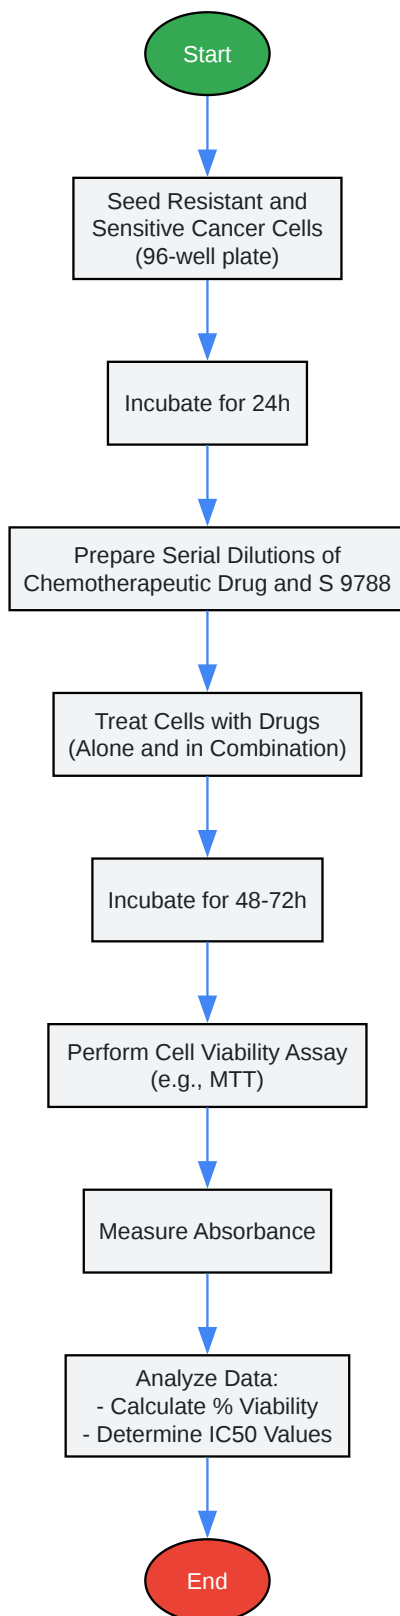 Start
Seed Resistant and
Sensitive Cancer Cells
(96-well plate)
Incubate for 24h
Prepare Serial Dilutions of
Chemotherapeutic Drug and S 9788
Treat Cells with Drugs
(Alone and in Combination)
Incubate for 48-72h
Perform Cell Viability Assay
(e.g., MTT)
Measure Absorbance
Analyze Data:
- Calculate % Viability
- Determine IC50 Values
End